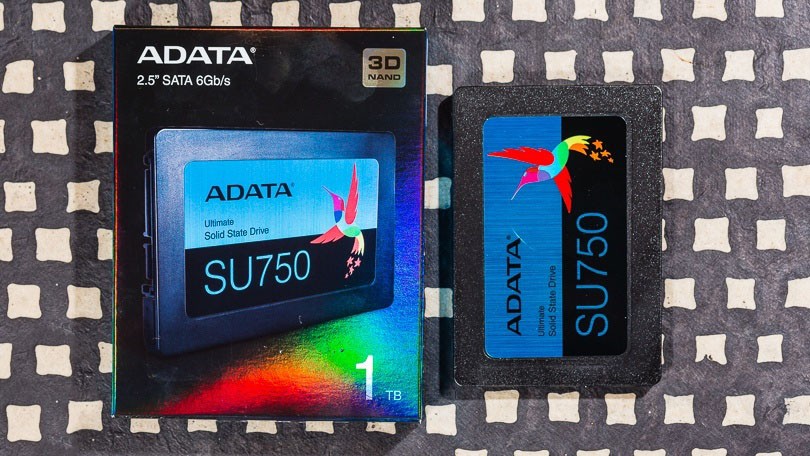 ADATA®
2.5" SATA 6Gb/s
3D
NAND
ADATA®
Ultimate
Solid State Drive
SU750
1 TB
ADATA®
Ultimate
Solid State Drive
SU750